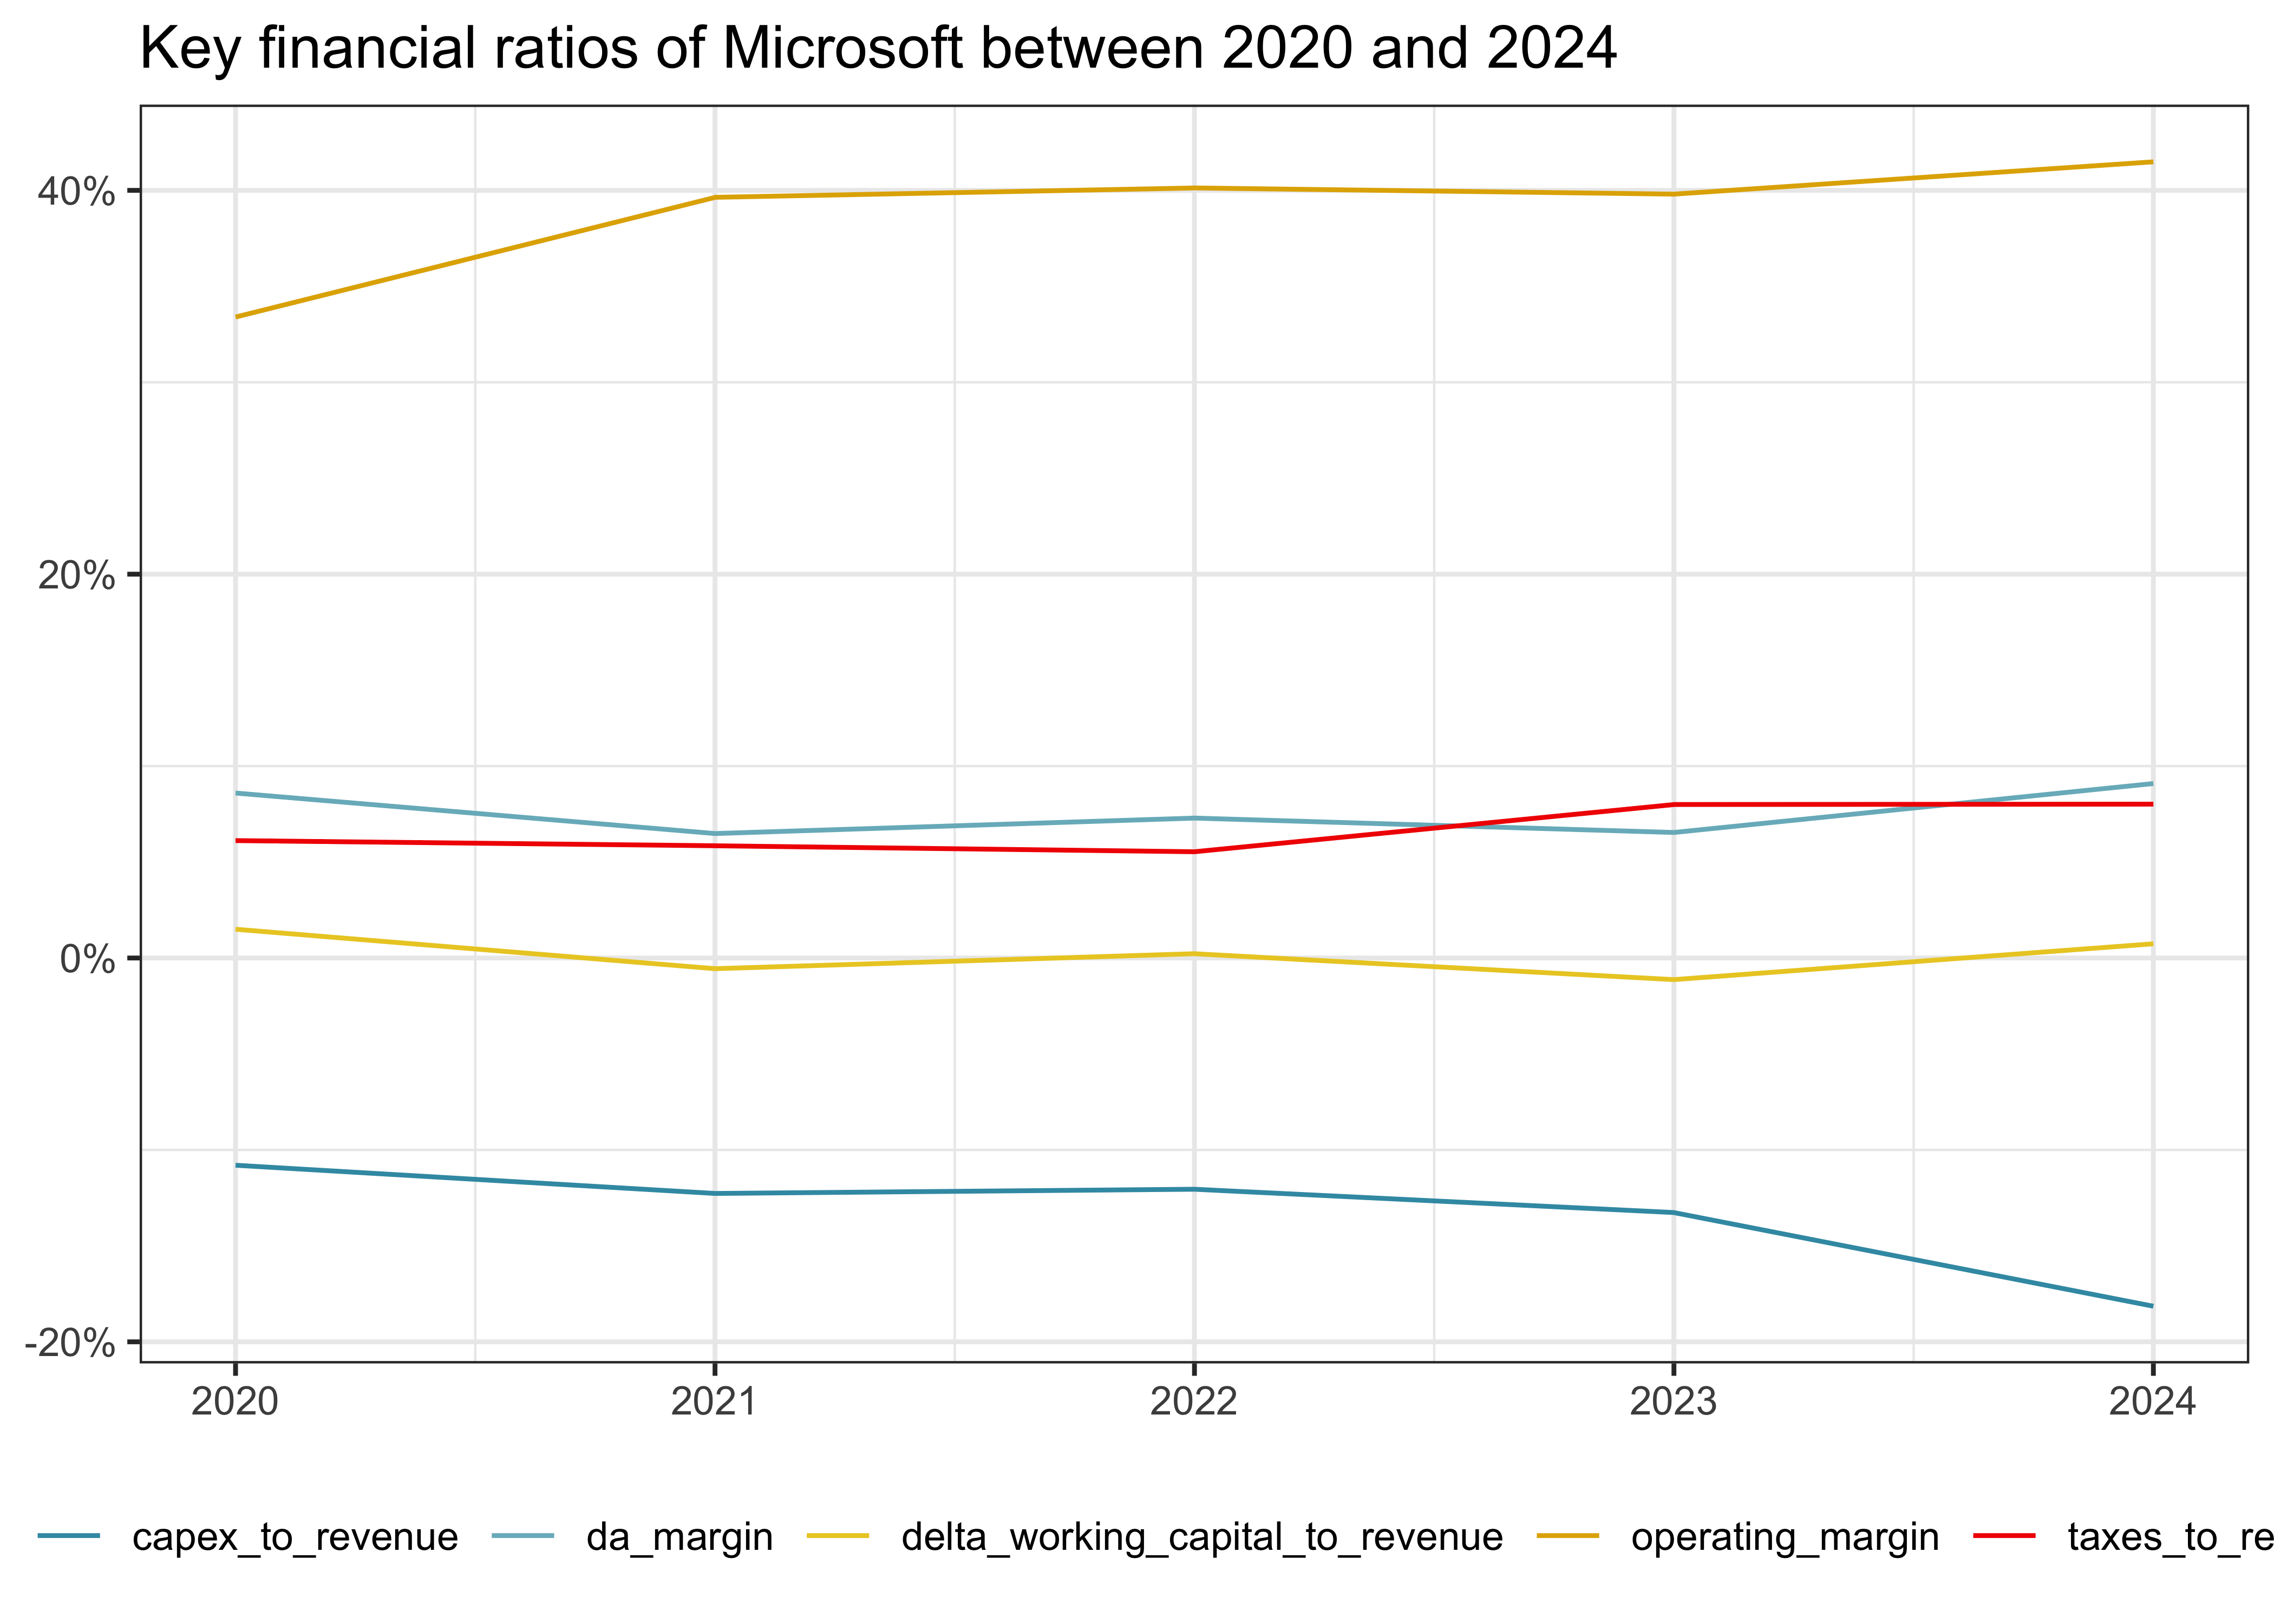 Key financial ratios of Microsoft between 2020 and 2024
40%
20%
0%
-20%
2020 2021 2022 2023 2024
capex_to_revenue da_margin delta_working_capital_to_revenue operating_margin taxes_to_re